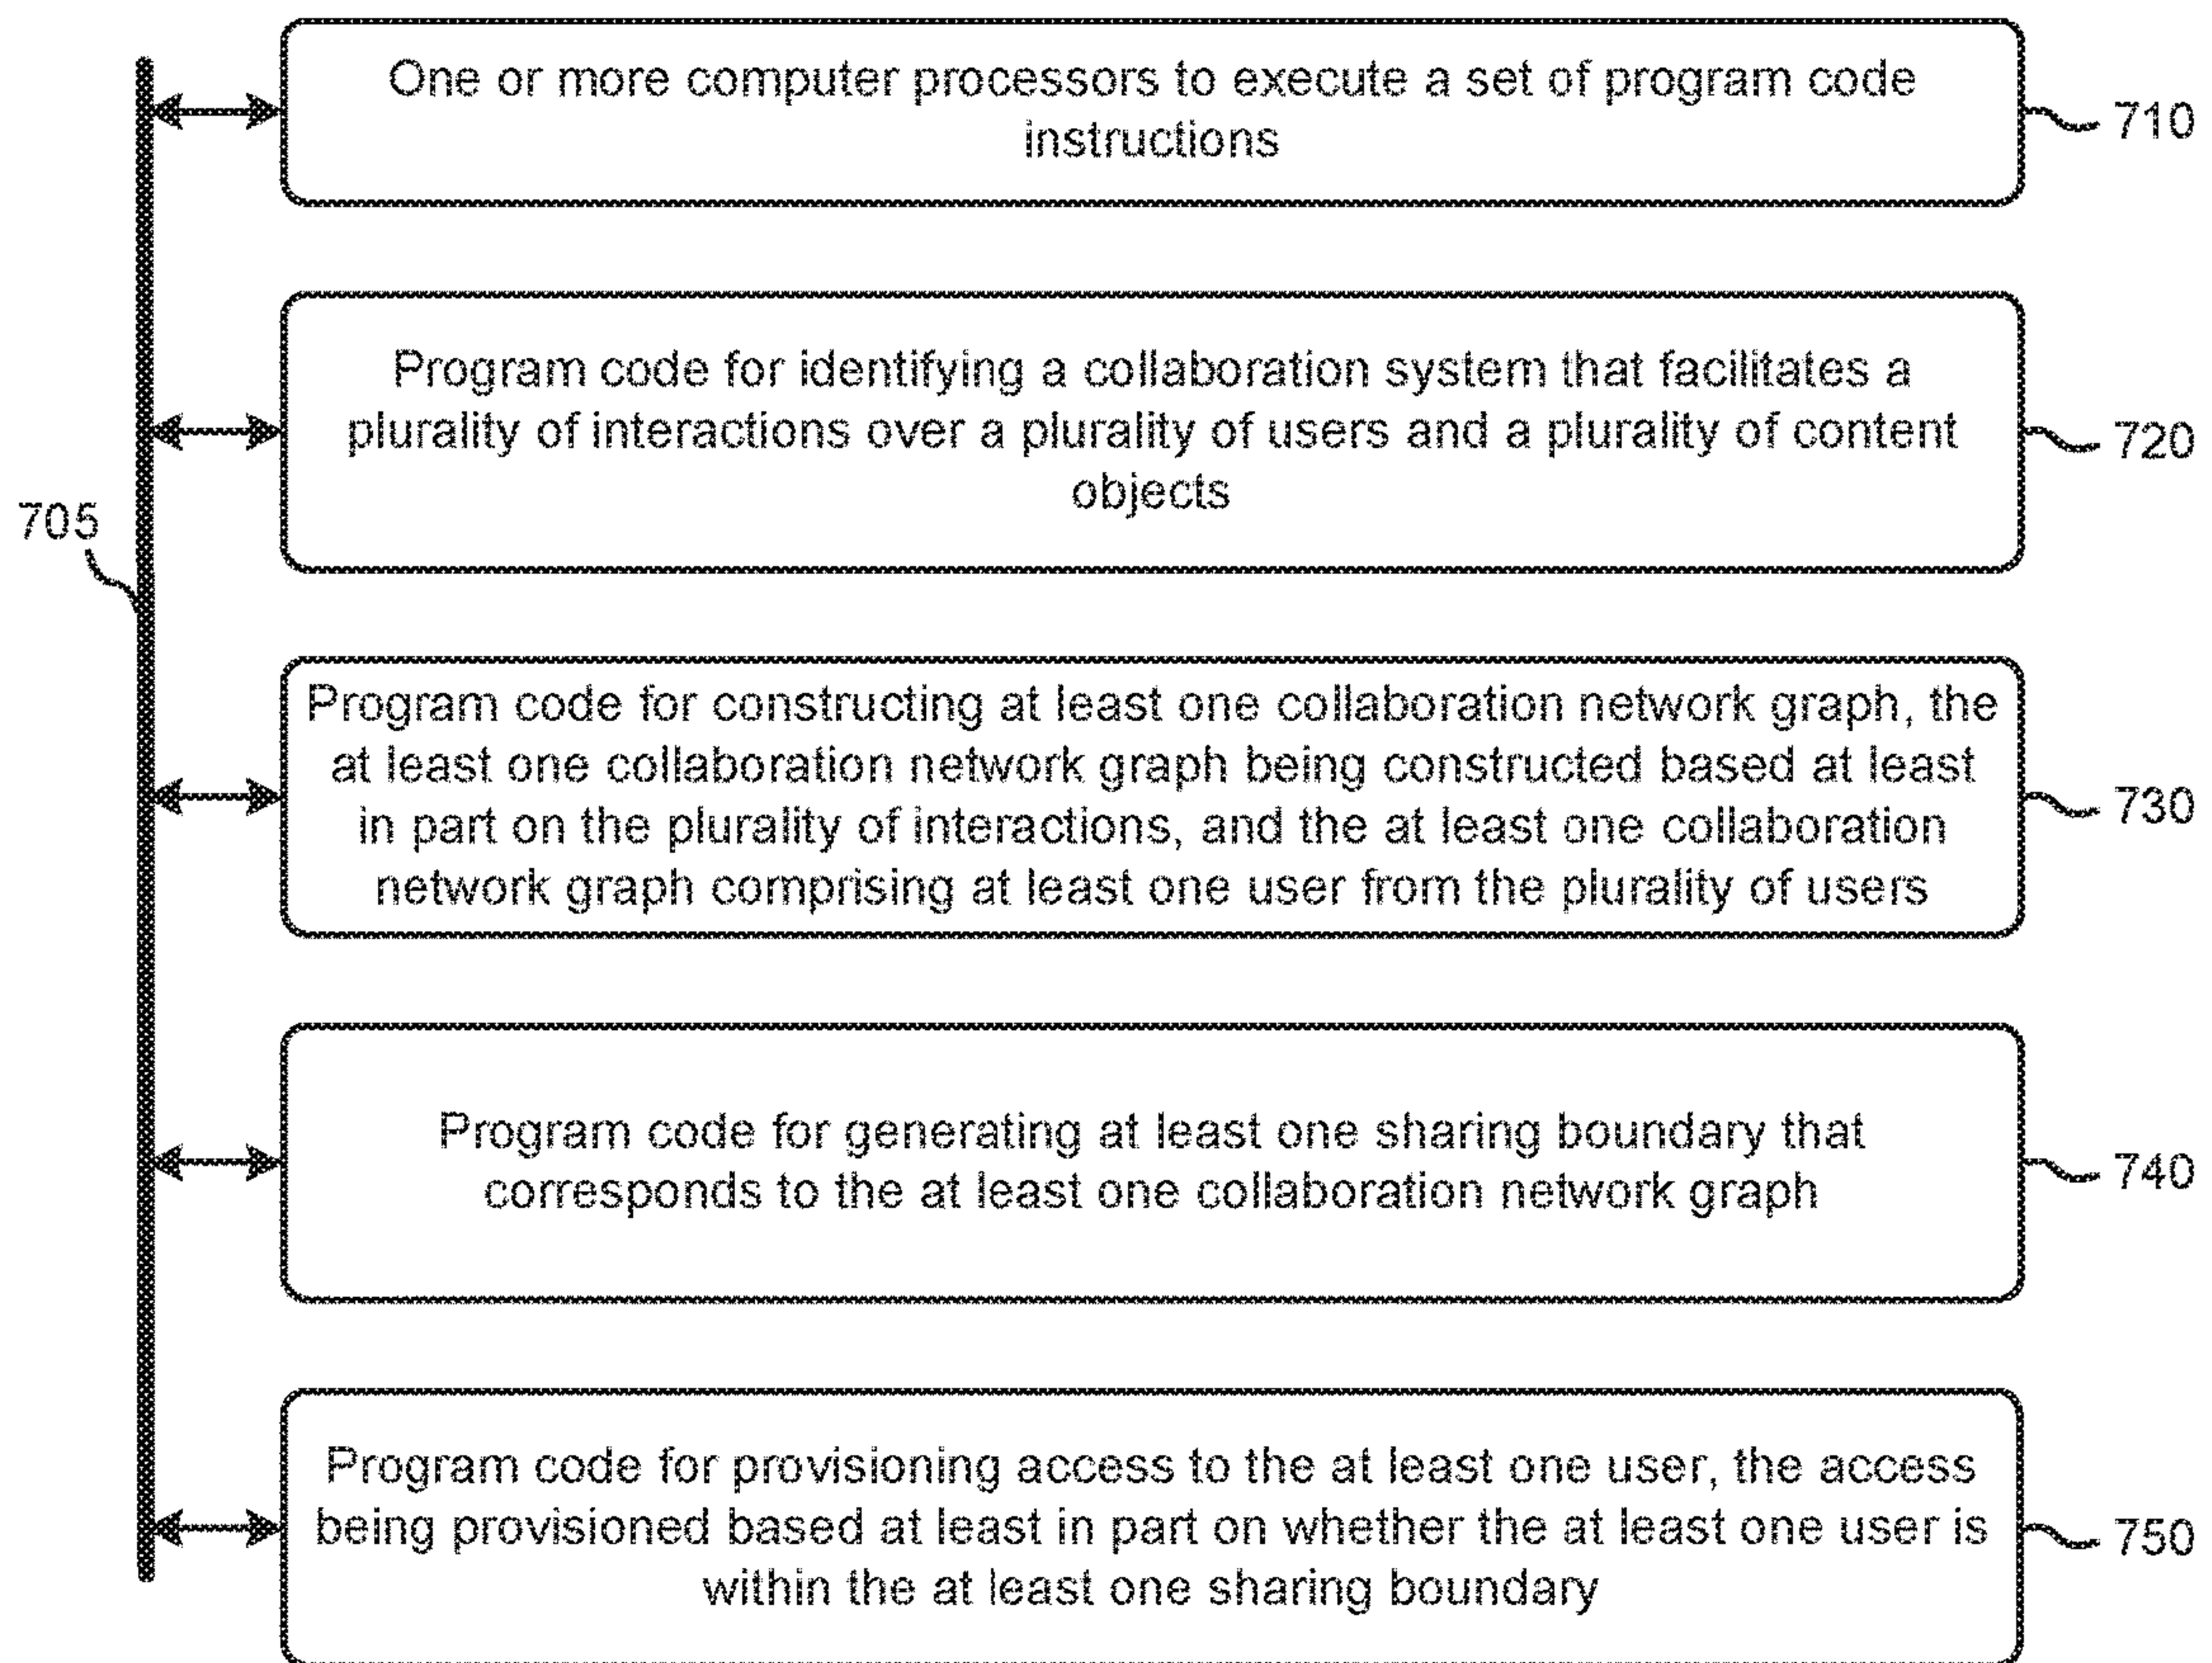 One or more computer processors to execute a set of program code
instructions
710
Program code for identifying a collaboration system that facilitates a
plurality of interactions over a plurality of users and a plurality of content
objects
720
705
Program code for constructing at least one collaboration network graph, the
at least one collaboration network graph being constructed based at least
in part on the plurality of interactions, and the at least one collaboration
network graph comprising at least one user from the plurality of users
730
Program code for generating at least one sharing boundary that
corresponds to the at least one collaboration network graph
740
Program code for provisioning access to the at least one user, the access
being provisioned based at least in part on whether the at least one user is
within the at least one sharing boundary
750